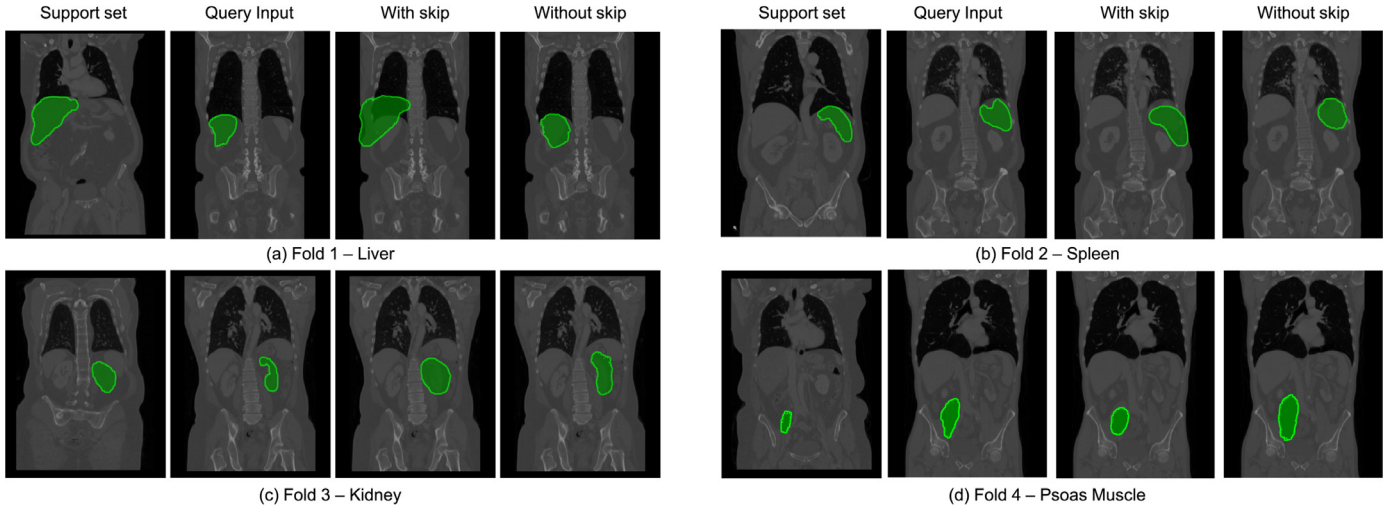 Support set Query Input With skip Without skip Support set Query Input With skip Without skip
(a) Fold 1 – Liver (b) Fold 2 – Spleen
(c) Fold 3 – Kidney (d) Fold 4 – Psoas Muscle